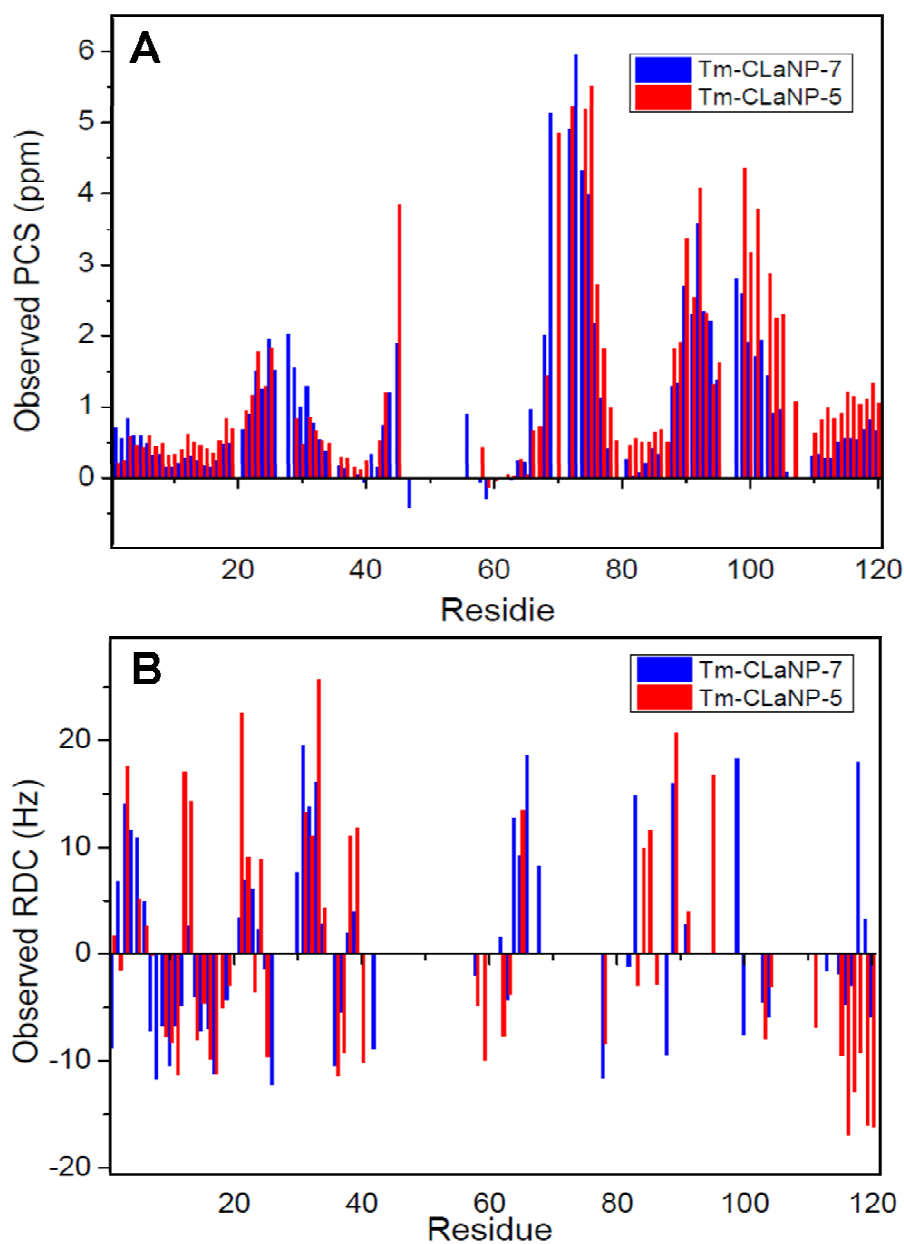 A
Tm-CLaNP-7
Tm-CLaNP-5
Observed PCS (ppm)
6
5
4
3
2
1
0
20
40
60
80
100
120
Residie
B
Tm-CLaNP-7
Tm-CLaNP-5
Observed RDC (Hz)
20
10
0
-10
-20
20
40
60
80
100
120
Residue